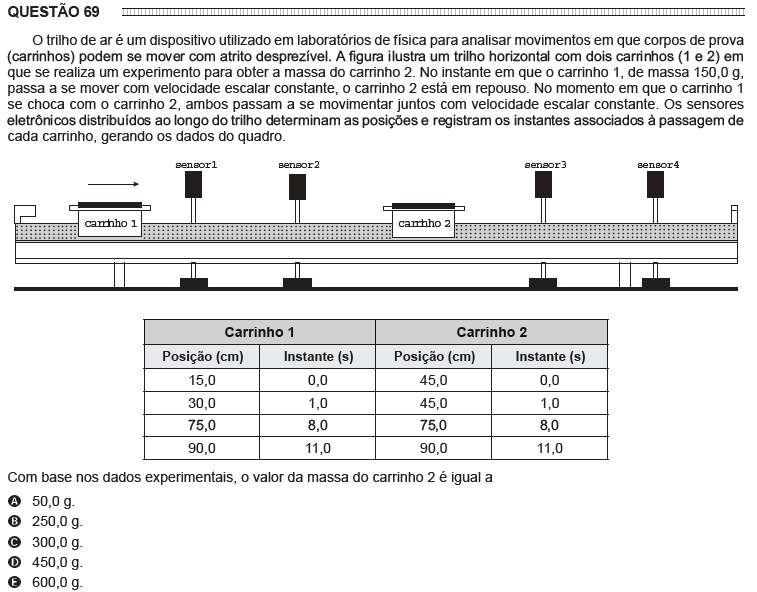 QUESTÃO 69
O trilho de ar é um dispositivo utilizado em laboratórios de física para analisar movimentos em que corpos de prova
(carrinhos) podem se mover com atrito desprezível. A figura ilustra um trilho horizontal com dois carrinhos (1 e 2) em
que se realiza um experimento para obter a massa do carrinho 2. No instante em que o carrinho 1, de massa 150,0 g,
passa a se mover com velocidade escalar constante, o carrinho 2 está em repouso. No momento em que o carrinho 1
se choca com o carrinho 2, ambos passam a se movimentar juntos com velocidade escalar constante. Os sensores
eletrônicos distribuídos ao longo do trilho determinam as posições e registram os instantes associados à passagem de
cada carrinho, gerando os dados do quadro.
sensor1 sensor2 sensor3 sensor4
carrinho 1 carrinho 2
Carrinho 1 Carrinho 2
Posição (cm) Instante (s) Posição (cm) Instante (s)
15,0 0,0 45,0 0,0
30,0 1,0 45,0 1,0
75,0 8,0 75,0 8,0
90,0 11,0 90,0 11,0
Com base nos dados experimentais, o valor da massa do carrinho 2 é igual a
A 50,0 g.
B 250,0 g.
C 300,0 g.
D 450,0 g.
E 600,0 g.